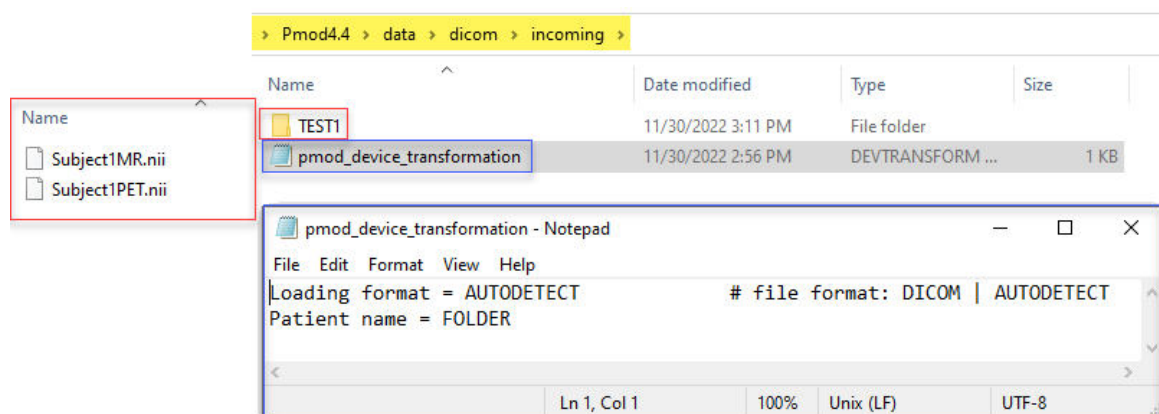 > Pmod4.4 > data > dicom > incoming >
Name Date modified Type Size
TEST1 11/30/2022 3:11 PM File folder
pmod_device_transformation 11/30/2022 2:56 PM DEVTRANSFORM ... 1 KB
Name
Subject1MR.nii
Subject1PET.nii
pmod_device_transformation - Notepad
File Edit Format View Help
Loading format = AUTODETECT # file format: DICOM | AUTODETECT
Patient name = FOLDER
Ln 1, Col 1 100% Unix (LF) UTF-8